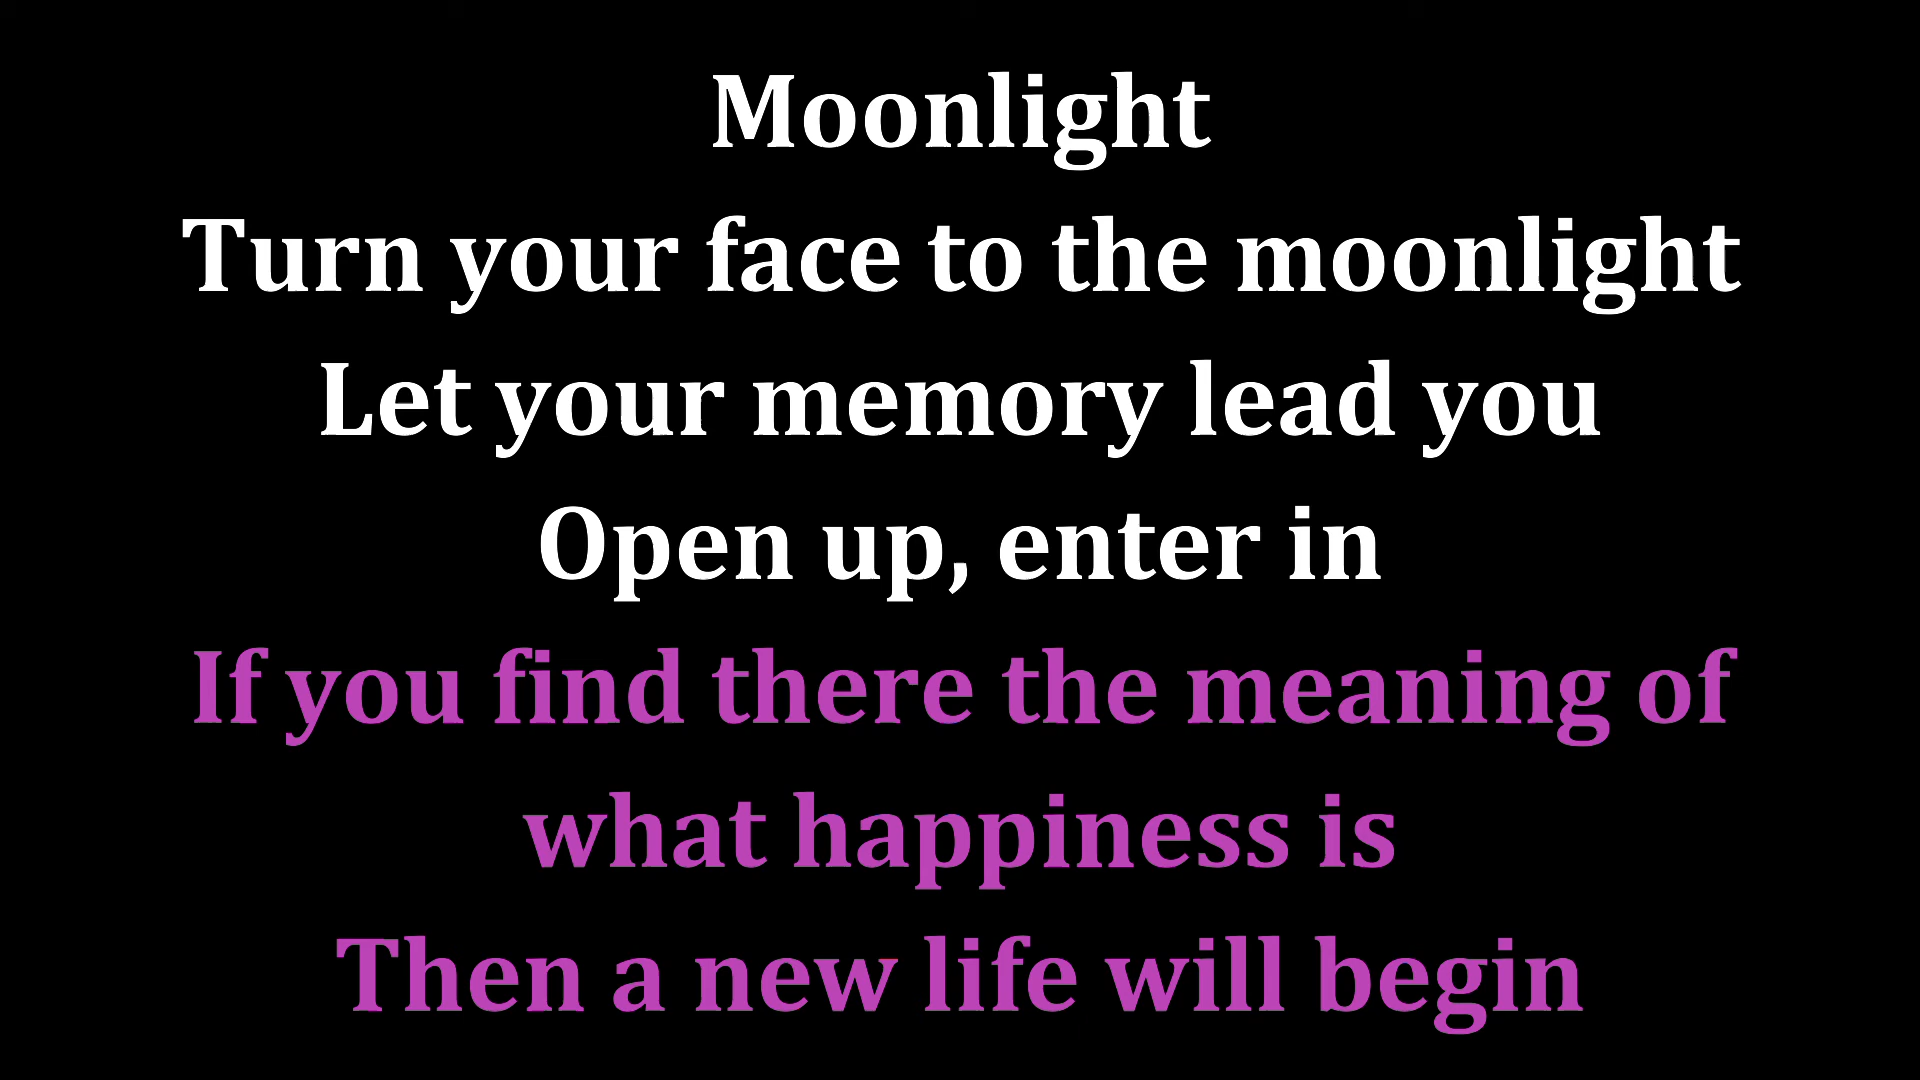 Moonlight
Turn your face to the moonlight
Let your memory lead you
Open up, enter in
If you find there the meaning of
what happiness is
Then a new life will begin